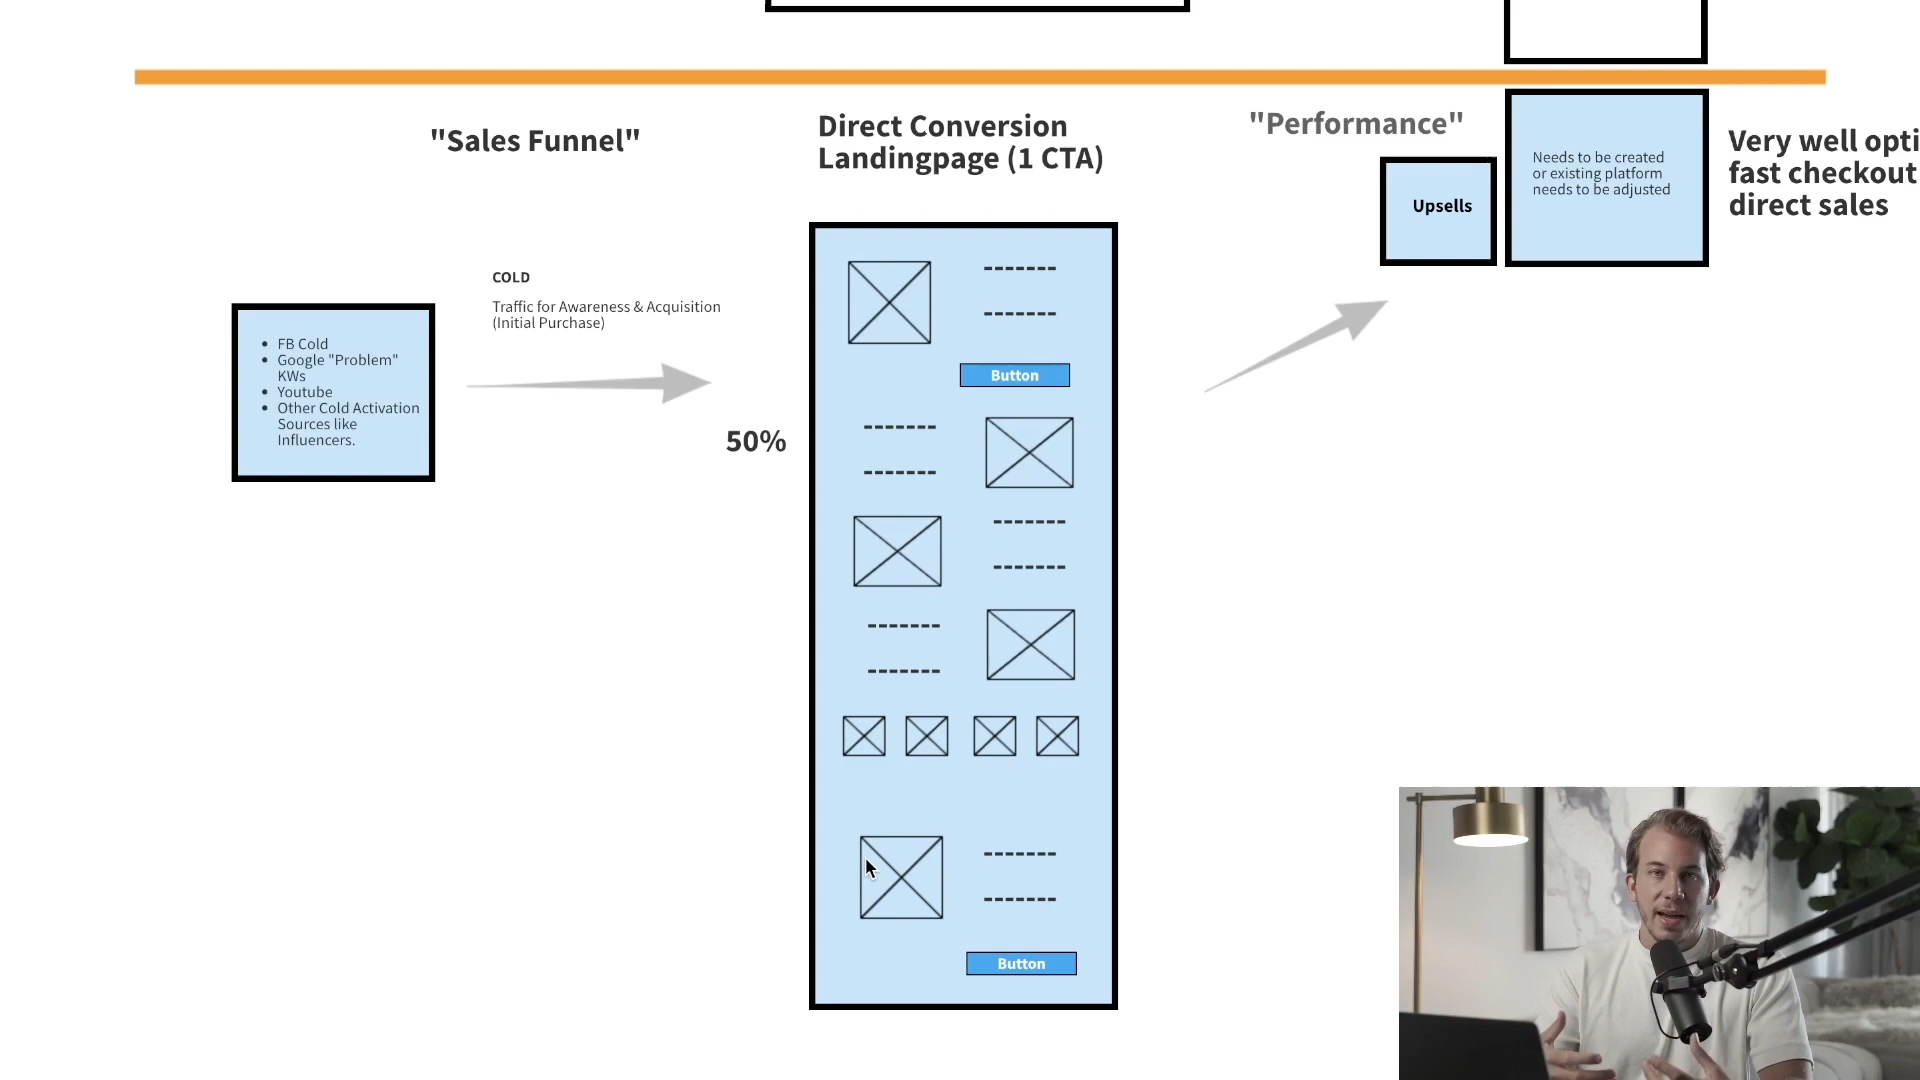 "Sales Funnel"
Direct Conversion
Landingpage (1 CTA)
"Performance"
Upsells
Needs to be created
or existing platform
needs to be adjusted
Very well opti
fast checkout
direct sales
COLD
Traffic for Awareness & Acquisition
(Initial Purchase)
• FB Cold
• Google "Problem"
KWs
• Youtube
• Other Cold Activation
Sources like
Influencers.
50%
Button
Button